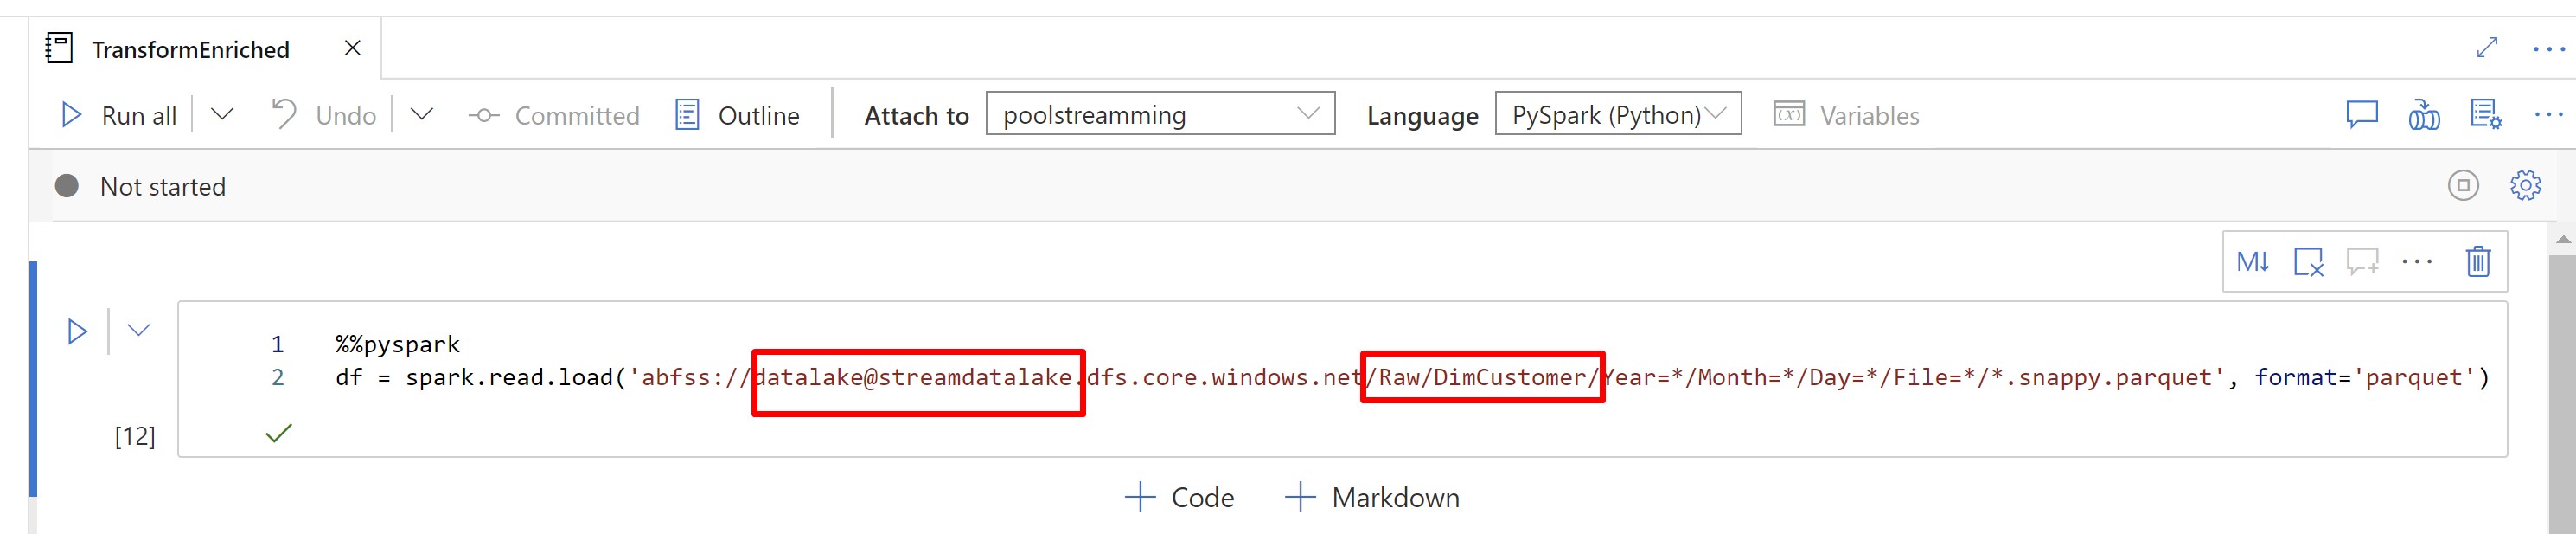 TransformEnriched
Run all Undo Committed Outline Attach to poolstreamming Language PySpark (Python) Variables
Not started
M↓
1 %%pyspark
2 df = spark.read.load('abfss://datalake@streamdatalake.dfs.core.windows.net/Raw/DimCustomer/Year=*/Month=*/Day=*/File=*/*.snappy.parquet', format='parquet')
[12]
+ Code + Markdown